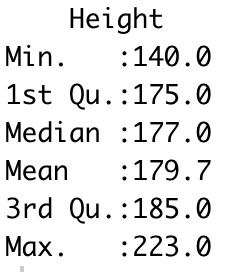 Height
Min.   :140.0
1st Qu.:175.0
Median :177.0
Mean   :179.7
3rd Qu.:185.0
Max.   :223.0